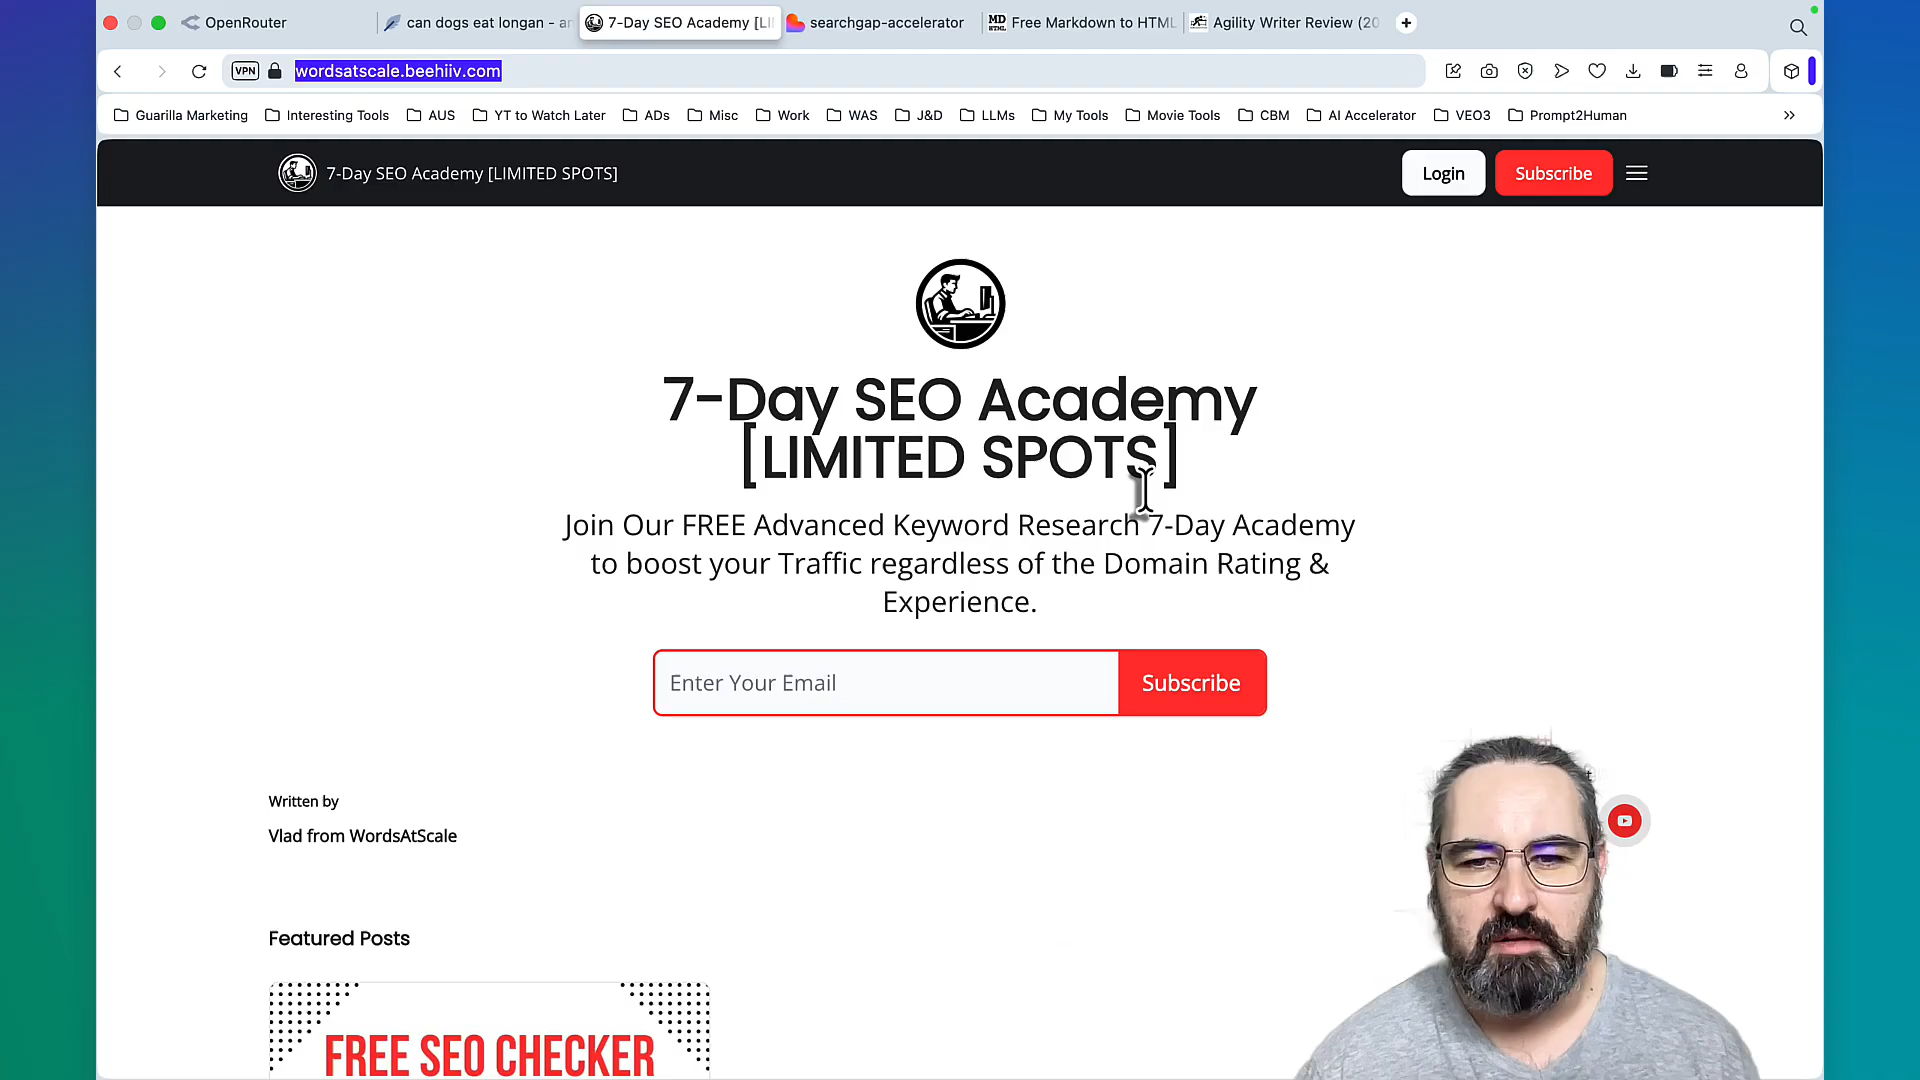 OpenRouter
can dogs eat longan - a
7-Day SEO Academy [LI
searchgap-accelerator
MD
HTML
Free Markdown to HTML
Agility Writer Review (20
VPN
wordsatscale.beehiiv.com
Guarilla Marketing
Interesting Tools
AUS
YT to Watch Later
ADs
Misc
Work
WAS
J&D
LLMs
My Tools
Movie Tools
CBM
AI Accelerator
VEO3
Prompt2Human
7-Day SEO Academy [LIMITED SPOTS]
Login
Subscribe
7-Day SEO Academy
[LIMITED SPOTS]
Join Our FREE Advanced Keyword Research 7-Day Academy
to boost your Traffic regardless of the Domain Rating &
Experience.
Enter Your Email
Subscribe
Written by
Vlad from WordsAtScale
Featured Posts
FREE SEO CHECKER